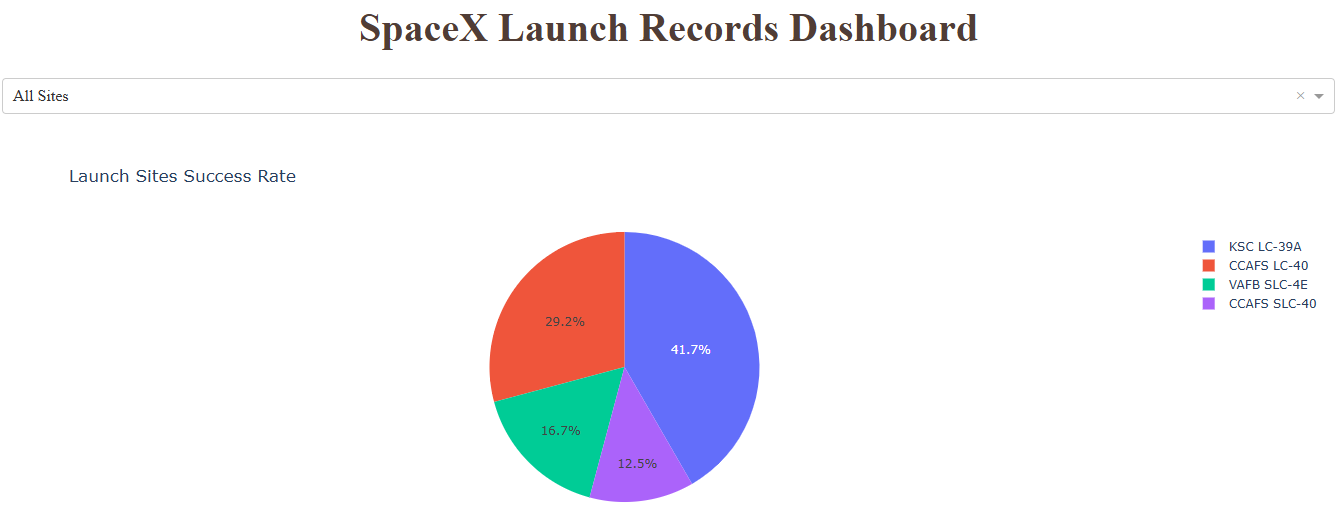 SpaceX Launch Records Dashboard
All Sites
×
Launch Sites Success Rate
KSC LC-39A
CCAFS LC-40
VAFB SLC-4E
CCAFS SLC-40
29.2%
41.7%
16.7%
12.5%